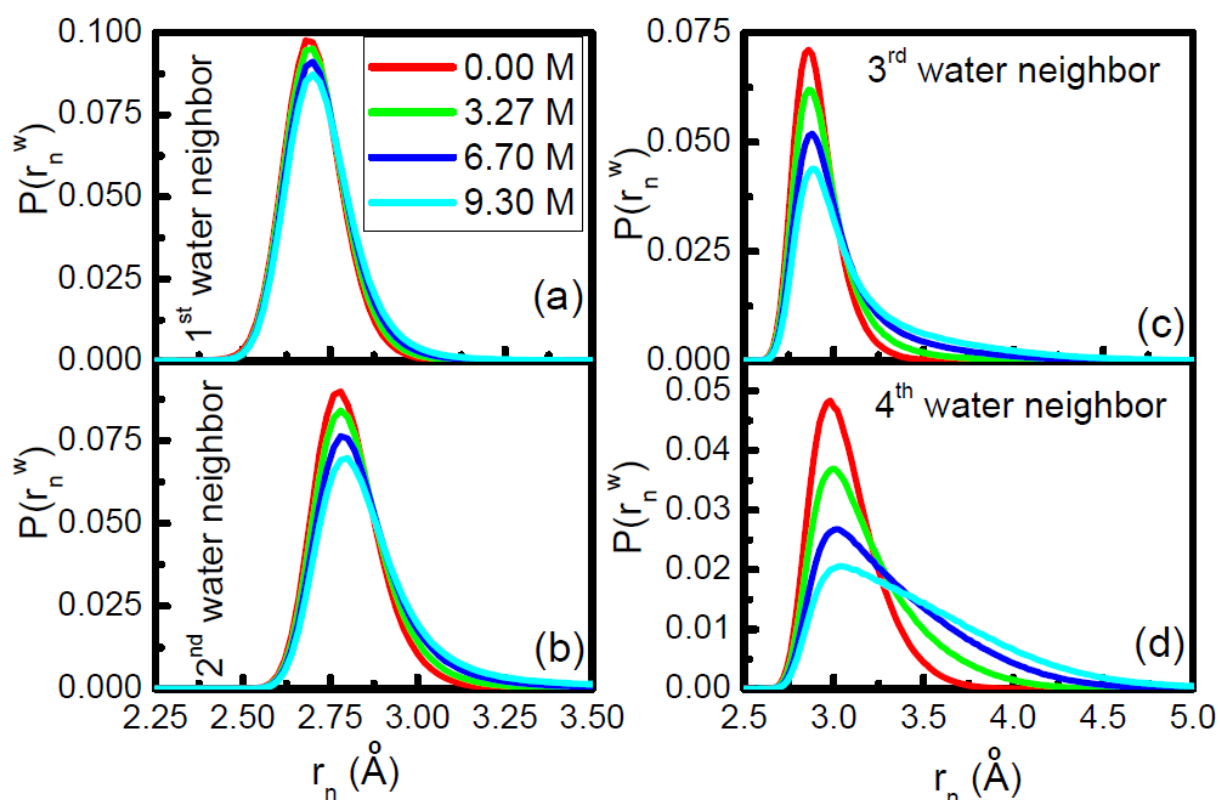 0.100
0.075
0.050
0.025
0.000
P(r_n^w)
1st water neighbor
0.00 M
3.27 M
6.70 M
9.30 M
(a)
0.075
0.050
0.025
0.000
P(r_n^w)
2nd water neighbor
(b)
2.25 2.50 2.75 3.00 3.25 3.50
r_n (Å)
0.075
0.050
0.025
0.000
P(r_n^w)
3rd water neighbor
(c)
0.05
0.04
0.03
0.02
0.01
0.00
P(r_n^w)
4th water neighbor
(d)
2.5 3.0 3.5 4.0 4.5 5.0
r_n (Å)